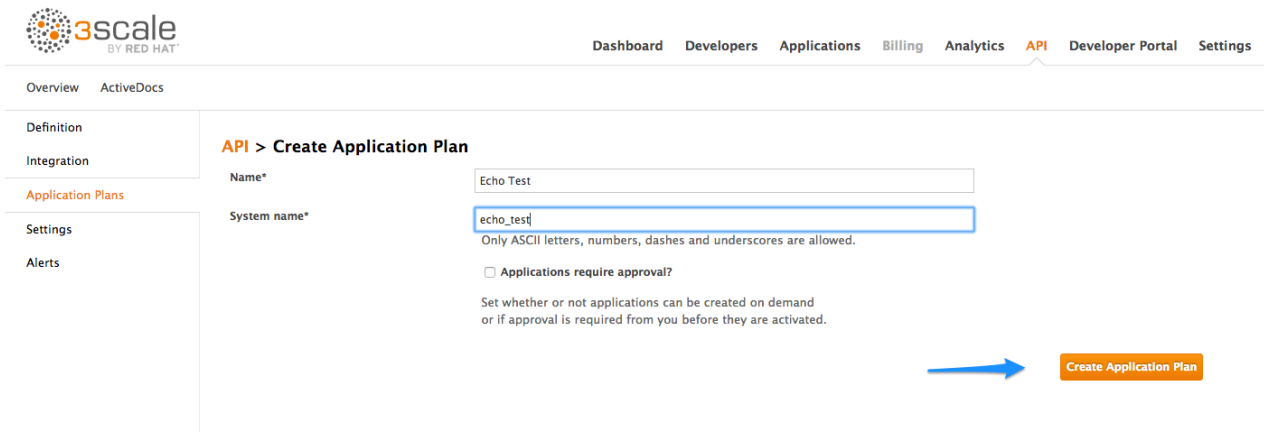 3scale
BY RED HAT
Dashboard Developers Applications Billing Analytics API Developer Portal Settings
Overview ActiveDocs
Definition
Integration
Application Plans
Settings
Alerts
API > Create Application Plan
Name* Echo Test
System name* echo_test
Only ASCII letters, numbers, dashes and underscores are allowed.
Applications require approval?
Set whether or not applications can be created on demand
or if approval is required from you before they are activated.
Create Application Plan